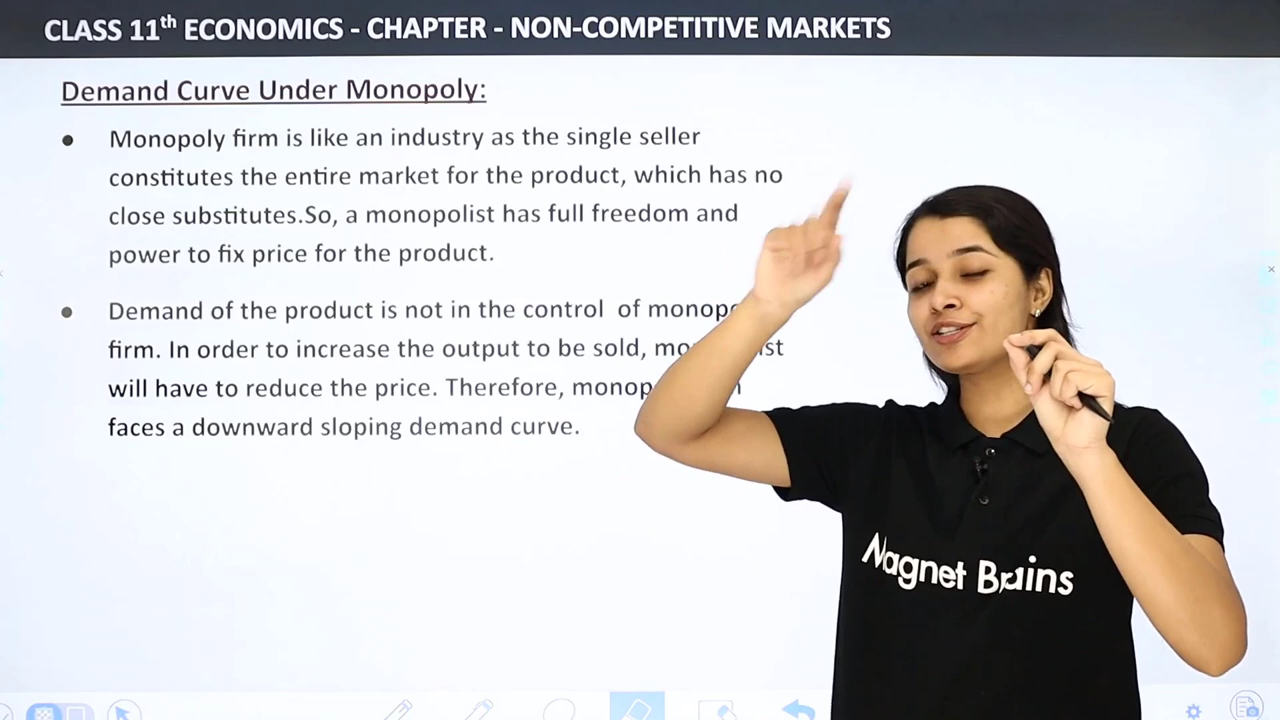 CLASS 11th ECONOMICS - CHAPTER - NON-COMPETITIVE MARKETS
Demand Curve Under Monopoly:
Monopoly firm is like an industry as the single seller
constitutes the entire market for the product, which has no
close substitutes.So, a monopolist has full freedom and
power to fix price for the product.
Demand of the product is not in the control of
firm. In order to increase the output to be sold,
will have to reduce the price. Therefore,
faces a downward sloping demand curve.
Magnet Brains